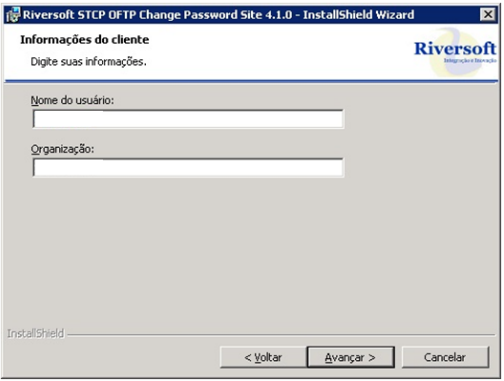 Riversoft STCP OFTP Change Password Site 4.1.0 - InstallShield Wizard
Informações do cliente
Digite suas informações.
Riversoft
Integração e Inovação
Nome do usuário:
Organização:
InstallShield
< Voltar
Avançar >
Cancelar